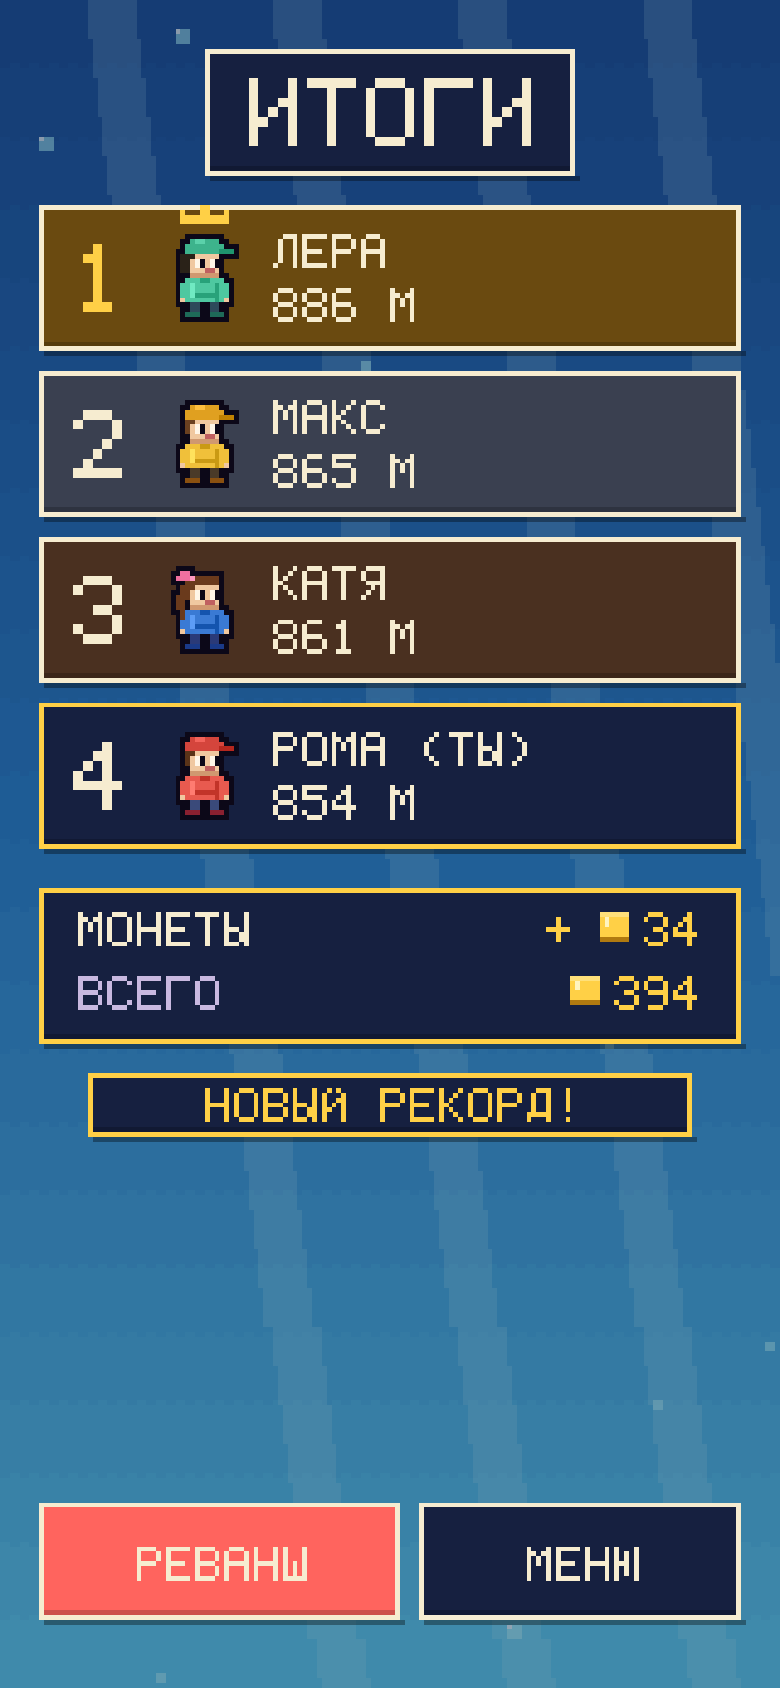 ИТОГИ
1
ЛЕРА
886 М
2
МАКС
865 М
3
КАТЯ
861 М
4
РОМА (ТЫ)
854 М
МОНЕТЫ + 34
ВСЕГО 394
НОВЫЙ РЕКОРД!
РЕВАНШ
МЕНЮ